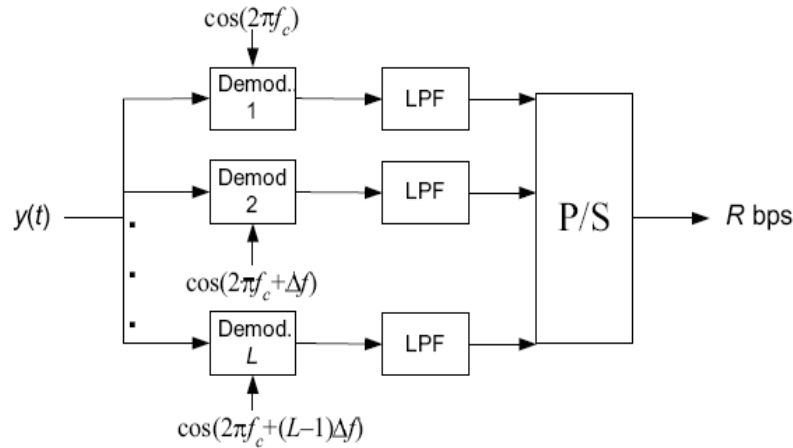 cos(2πf_c)
Demod..
1
LPF
Demod
2
LPF
y(t)
P/S
R bps
cos(2πf_c+Δf)
Demod.
L
LPF
cos(2πf_c+(L–1)Δf)